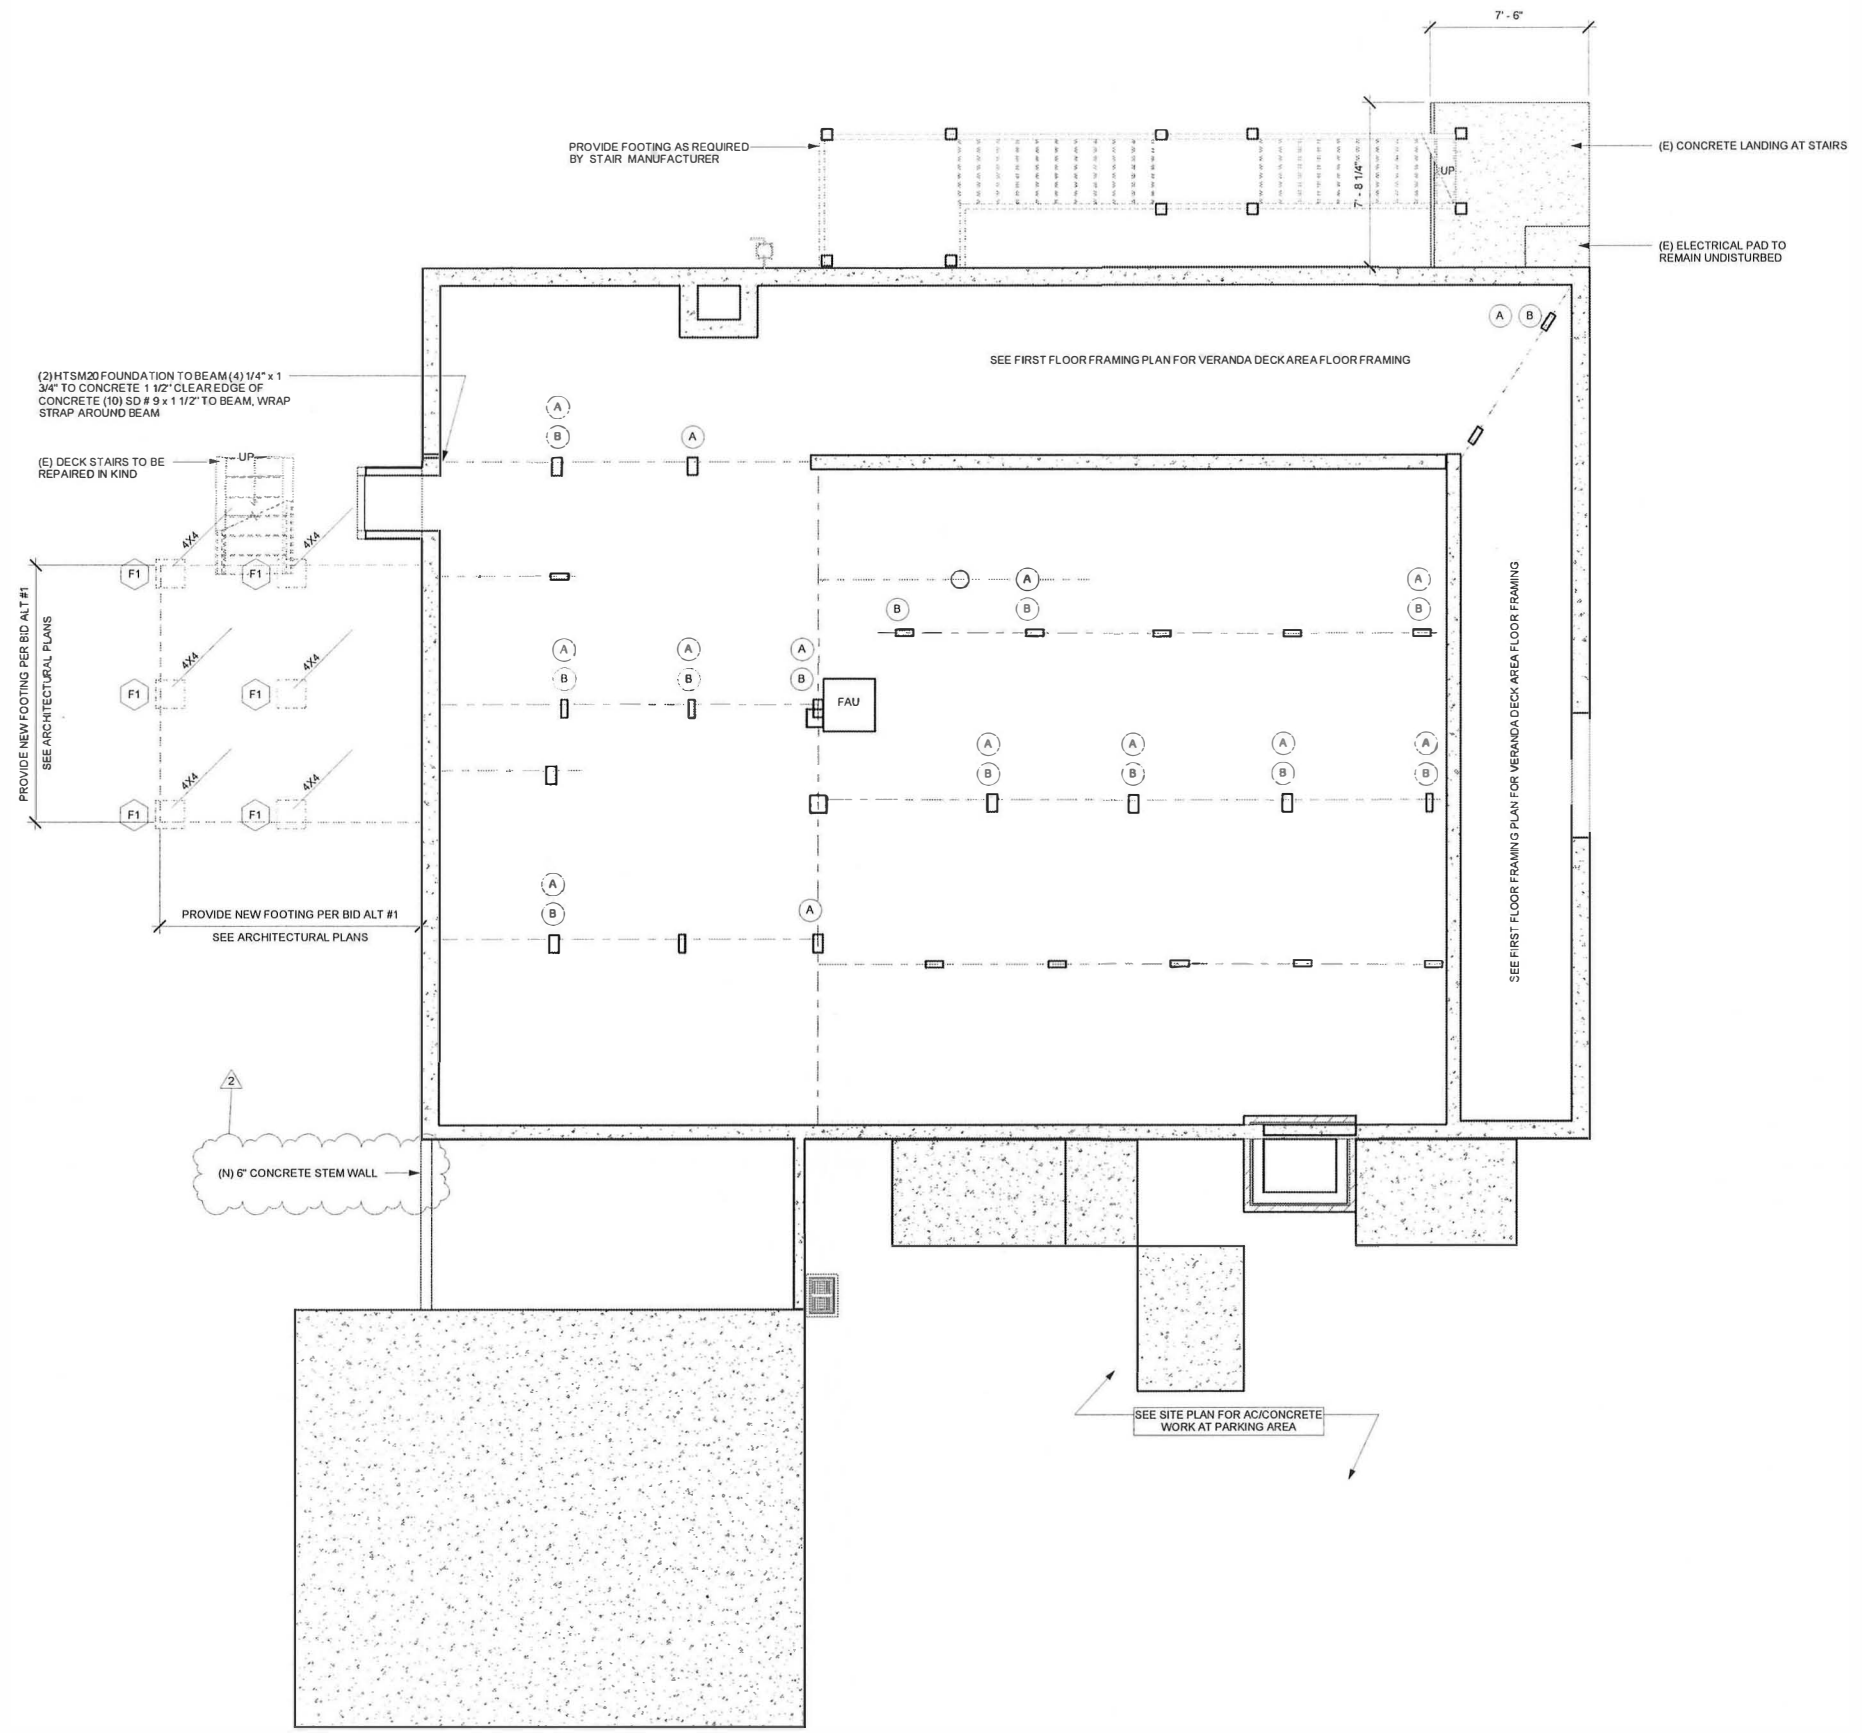 7' - 6"
PROVIDE FOOTING AS REQUIRED
BY STAIR MANUFACTURER
(E) CONCRETE LANDING AT STAIRS
UP
7' - 8 1/4"
(E) ELECTRICAL PAD TO
REMAIN UNDISTURBED
A B
SEE FIRST FLOOR FRAMING PLAN FOR VERANDA DECK AREA FLOOR FRAMING
(2) HTSM20 FOUNDATION TO BEAM (4) 1/4" x 1
3/4" TO CONCRETE 1 1/2" CLEAR EDGE OF
CONCRETE (10) SD # 9 x 1 1/2" TO BEAM, WRAP
STRAP AROUND BEAM
A
B A
(E) DECK STAIRS TO BE
REPAIRED IN KIND
UP
4X4 4X4
F1 F1
A A
B B B
PROVIDE NEW FOOTING PER BID ALT #1
SEE ARCHITECTURAL PLANS
4X4 4X4
F1 F1
A A A
B B B
FAU
SEE FIRST FLOOR FRAMING PLAN FOR VERANDA DECK AREA FLOOR FRAMING
A A A A
B B B B
4X4 4X4
F1 F1
A
B A
PROVIDE NEW FOOTING PER BID ALT #1
SEE ARCHITECTURAL PLANS
2
(N) 6" CONCRETE STEM WALL
SEE SITE PLAN FOR AC/CONCRETE
WORK AT PARKING AREA